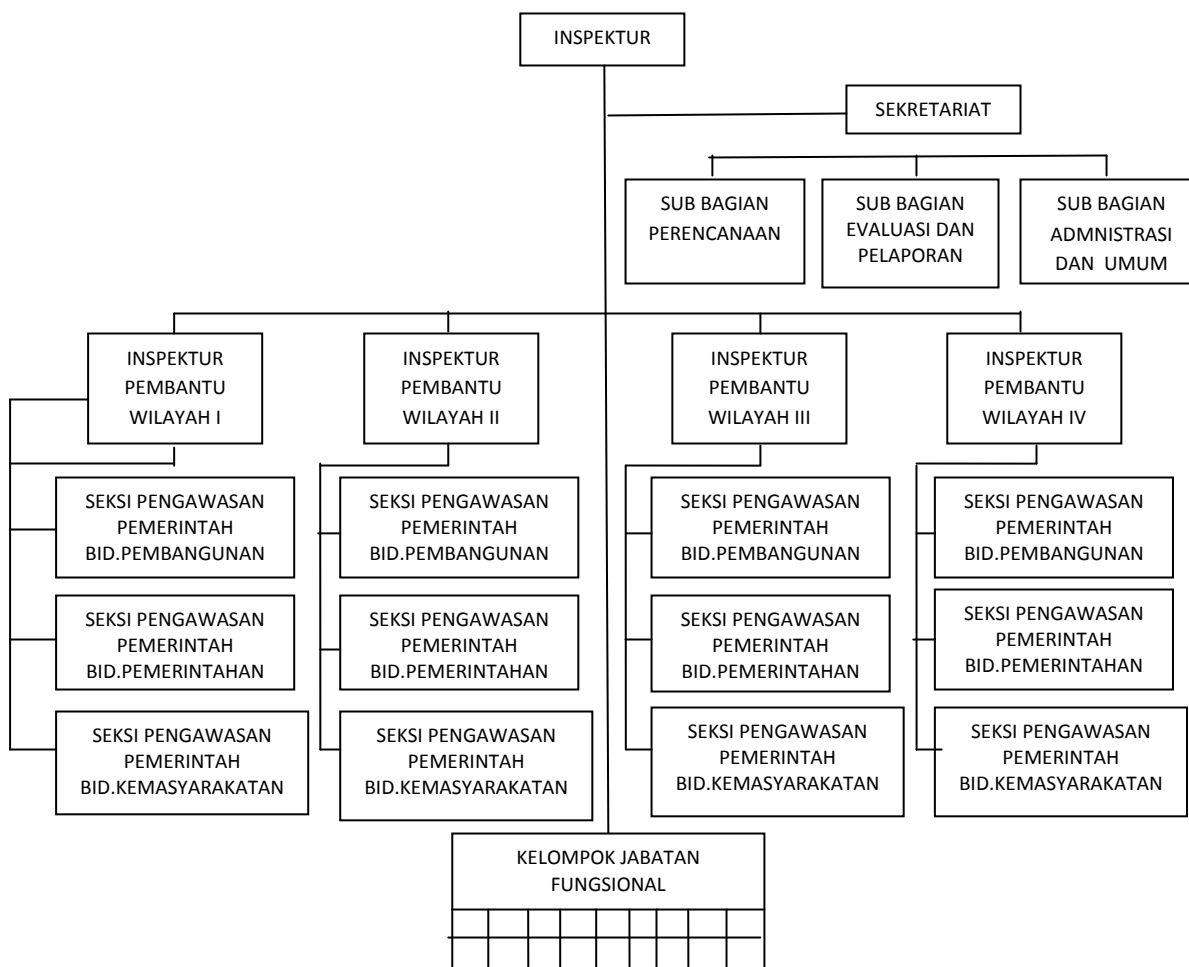 INSPEKTUR
SEKRETARIAT
SUB BAGIAN
PERENCANAAN
SUB BAGIAN
EVALUASI DAN
PELAPORAN
SUB BAGIAN
ADMNISTRASI
DAN UMUM
INSPEKTUR
PEMBANTU
WILAYAH I
INSPEKTUR
PEMBANTU
WILAYAH II
INSPEKTUR
PEMBANTU
WILAYAH III
INSPEKTUR
PEMBANTU
WILAYAH IV
SEKSI PENGAWASAN
PEMERINTAH
BID.PEMBANGUNAN
SEKSI PENGAWASAN
PEMERINTAH
BID.PEMBANGUNAN
SEKSI PENGAWASAN
PEMERINTAH
BID.PEMBANGUNAN
SEKSI PENGAWASAN
PEMERINTAH
BID.PEMBANGUNAN
SEKSI PENGAWASAN
PEMERINTAH
BID.PEMERINTAHAN
SEKSI PENGAWASAN
PEMERINTAH
BID.PEMERINTAHAN
SEKSI PENGAWASAN
PEMERINTAH
BID.PEMERINTAHAN
SEKSI PENGAWASAN
PEMERINTAH
BID.PEMERINTAHAN
SEKSI PENGAWASAN
PEMERINTAH
BID.KEMASYARAKATAN
SEKSI PENGAWASAN
PEMERINTAH
BID.KEMASYARAKATAN
SEKSI PENGAWASAN
PEMERINTAH
BID.KEMASYARAKATAN
SEKSI PENGAWASAN
PEMERINTAH
BID.KEMASYARAKATAN
KELOMPOK JABATAN
FUNGSIONAL